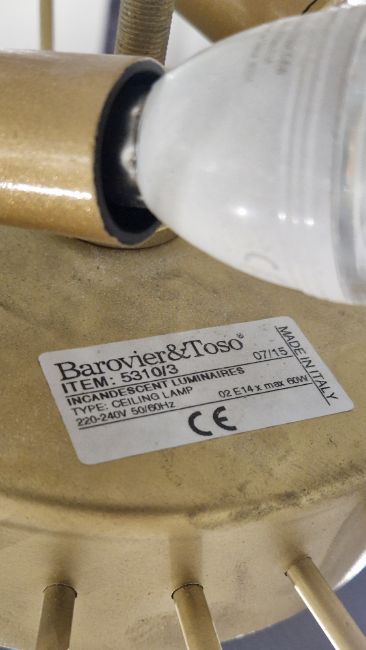 Barovier&Toso®
ITEM: 5310/3
07/15
INCANDESCENT LUMINAIRES
TYPE: CEILING LAMP
02 E14 x max 60W
220-240V 50/60Hz
CE
MADE IN ITALY